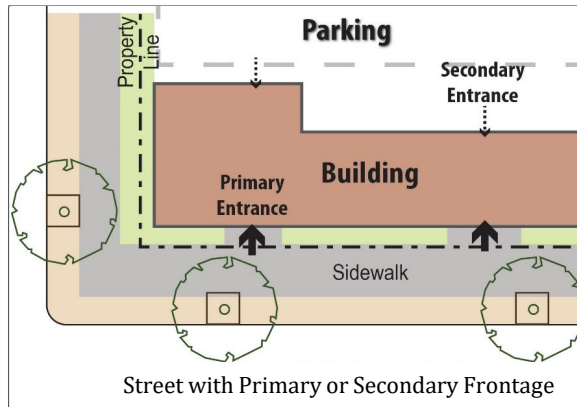 Parking
Property
Line
Secondary
Entrance
Primary
Entrance
Building
Sidewalk
Street with Primary or Secondary Frontage